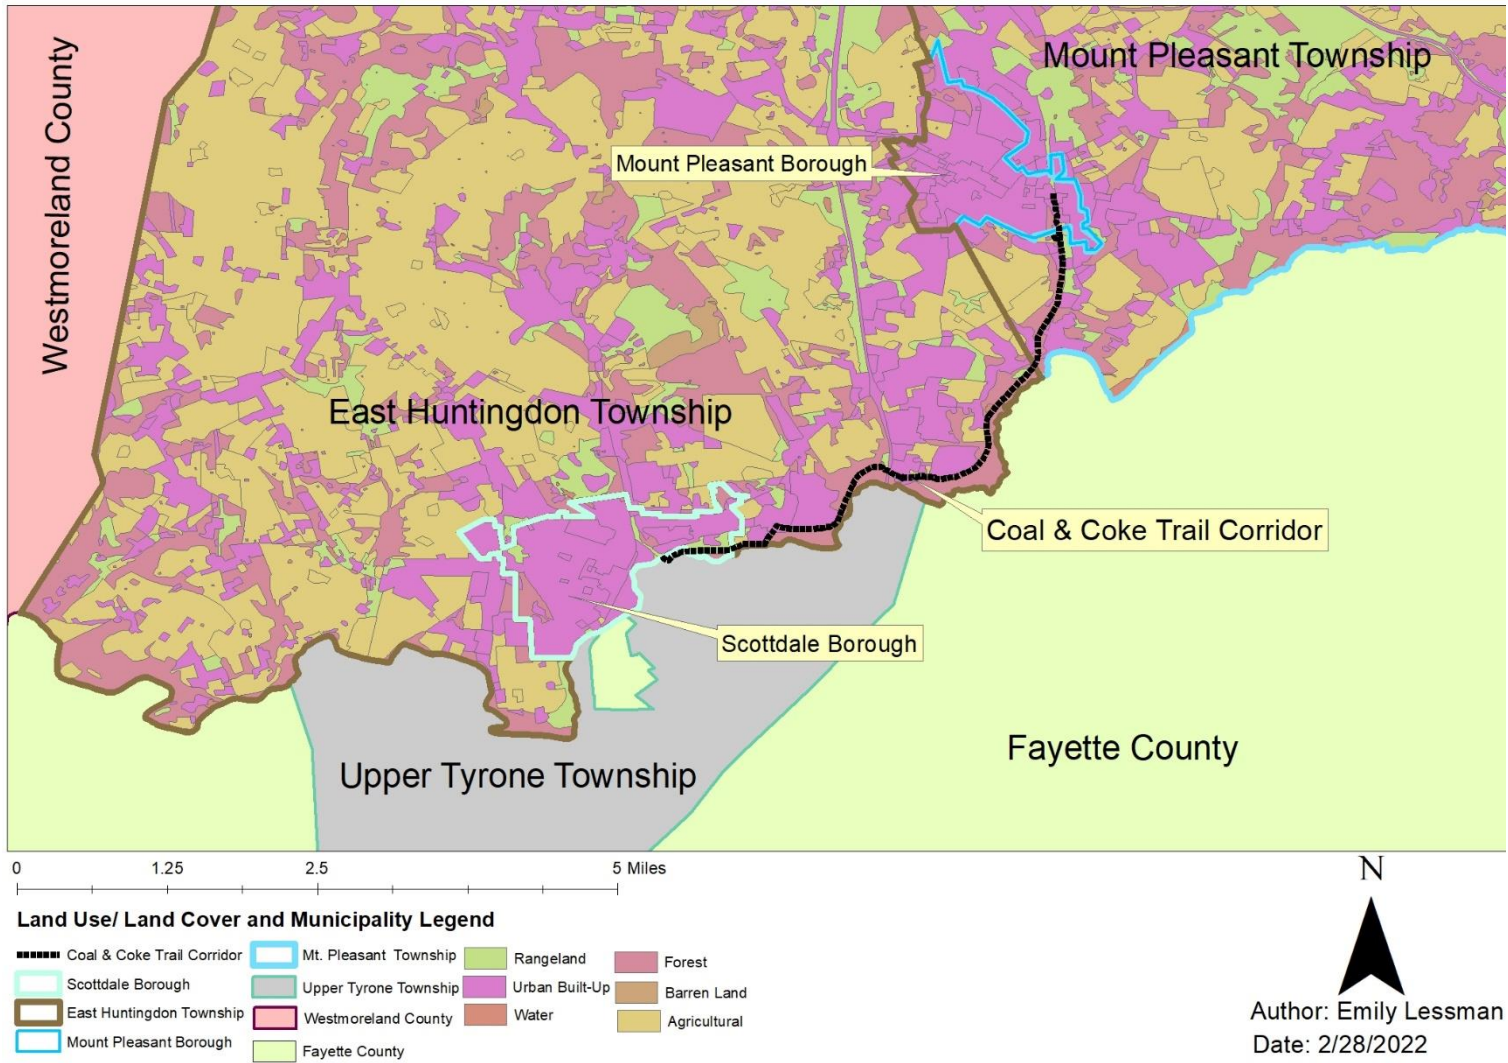 Westmoreland County
Mount Pleasant Township
Mount Pleasant Borough
East Huntingdon Township
Coal & Coke Trail Corridor
Scottdale Borough
Fayette County
Upper Tyrone Township
0 1.25 2.5 5 Miles
N
Land Use/ Land Cover and Municipality Legend
Coal & Coke Trail Corridor
Scottdale Borough
East Huntingdon Township
Mount Pleasant Borough
Mt. Pleasant Township
Upper Tyrone Township
Westmoreland County
Fayette County
Rangeland
Urban Built-Up
Water
Forest
Barren Land
Agricultural
Author: Emily Lessman
Date: 2/28/2022